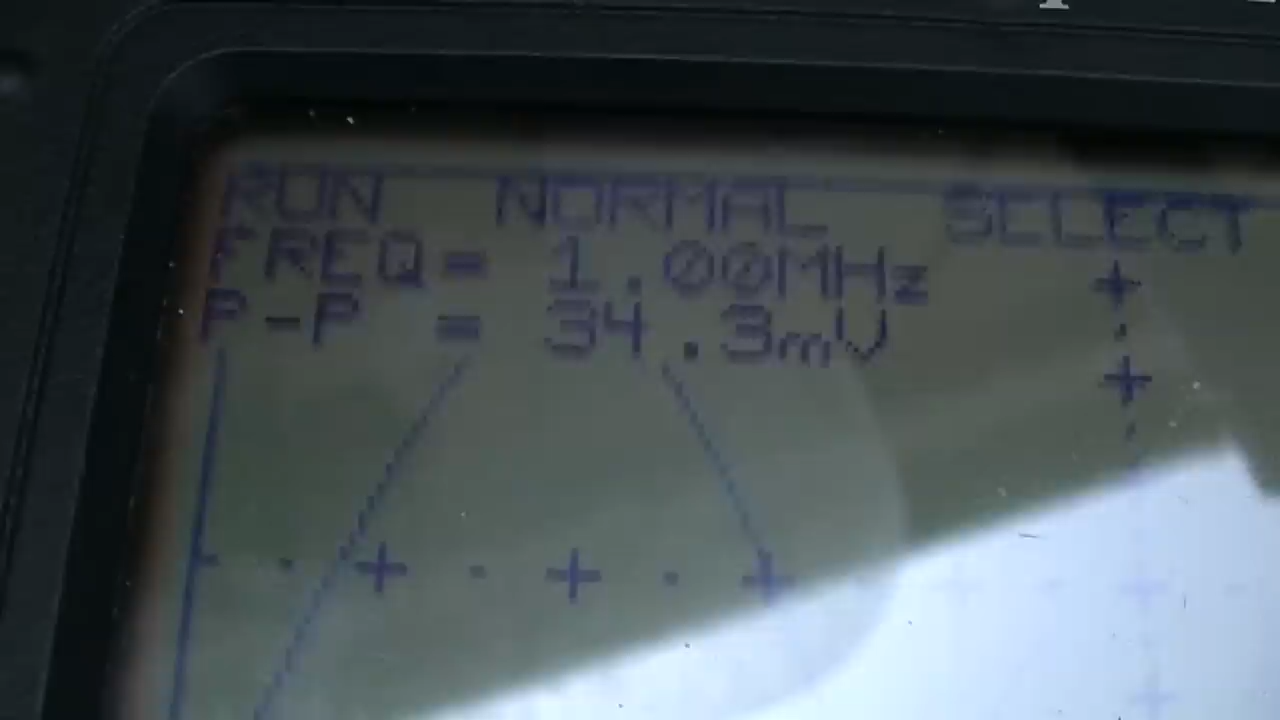 RUN NORMAL SELECT
FREQ= 1.00MHz
P-P = 34.3mV